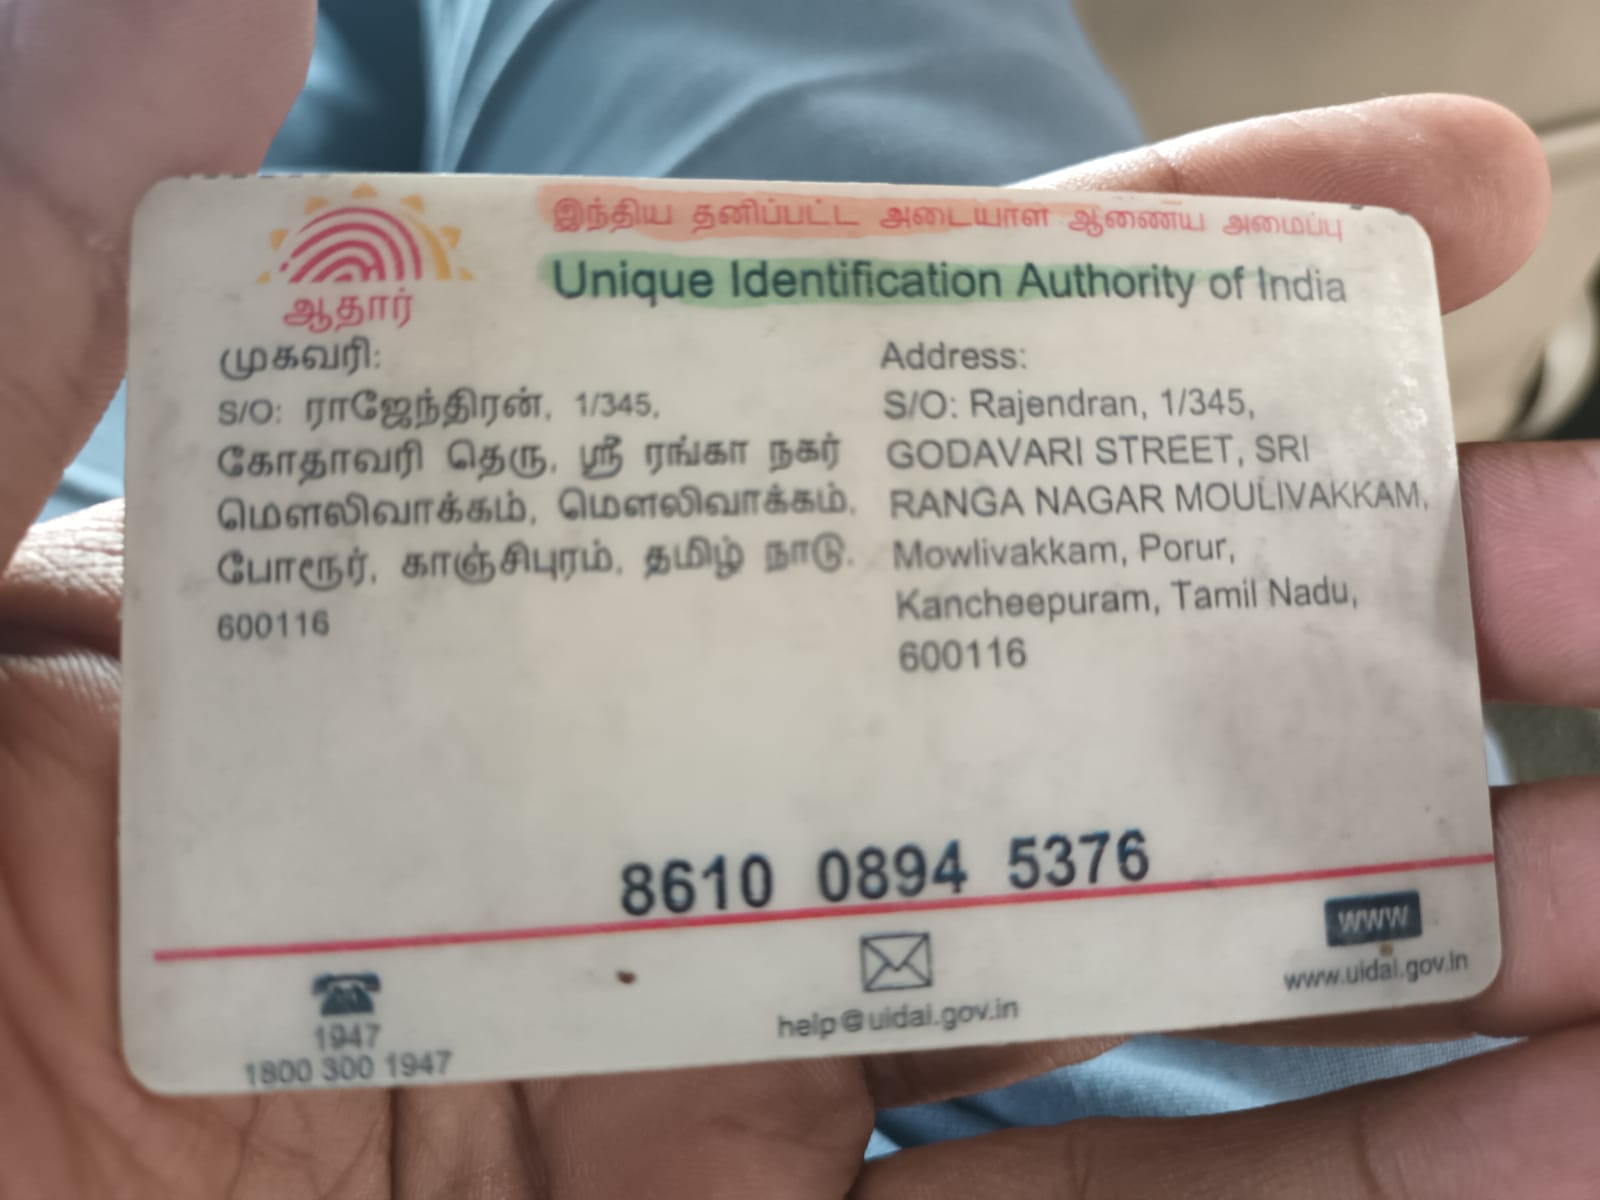 இந்திய தனிப்பட்ட அடையாள ஆணைய அமைப்பு
Unique Identification Authority of India
ஆதார்
முகவரி:
S/O: ராஜேந்திரன், 1/345,
கோதாவரி தெரு, ஸ்ரீ ரங்கா நகர்
மௌலிவாக்கம், மௌலிவாக்கம்,
போரூர், காஞ்சிபுரம், தமிழ் நாடு,
600116
Address:
S/O: Rajendran, 1/345,
GODAVARI STREET, SRI
RANGA NAGAR MOULIVAKKAM,
Mowlivakkam, Porur,
Kancheepuram, Tamil Nadu,
600116
8610 0894 5376
1947
1800 300 1947
help@uidai.gov.in
www
www.uidai.gov.in